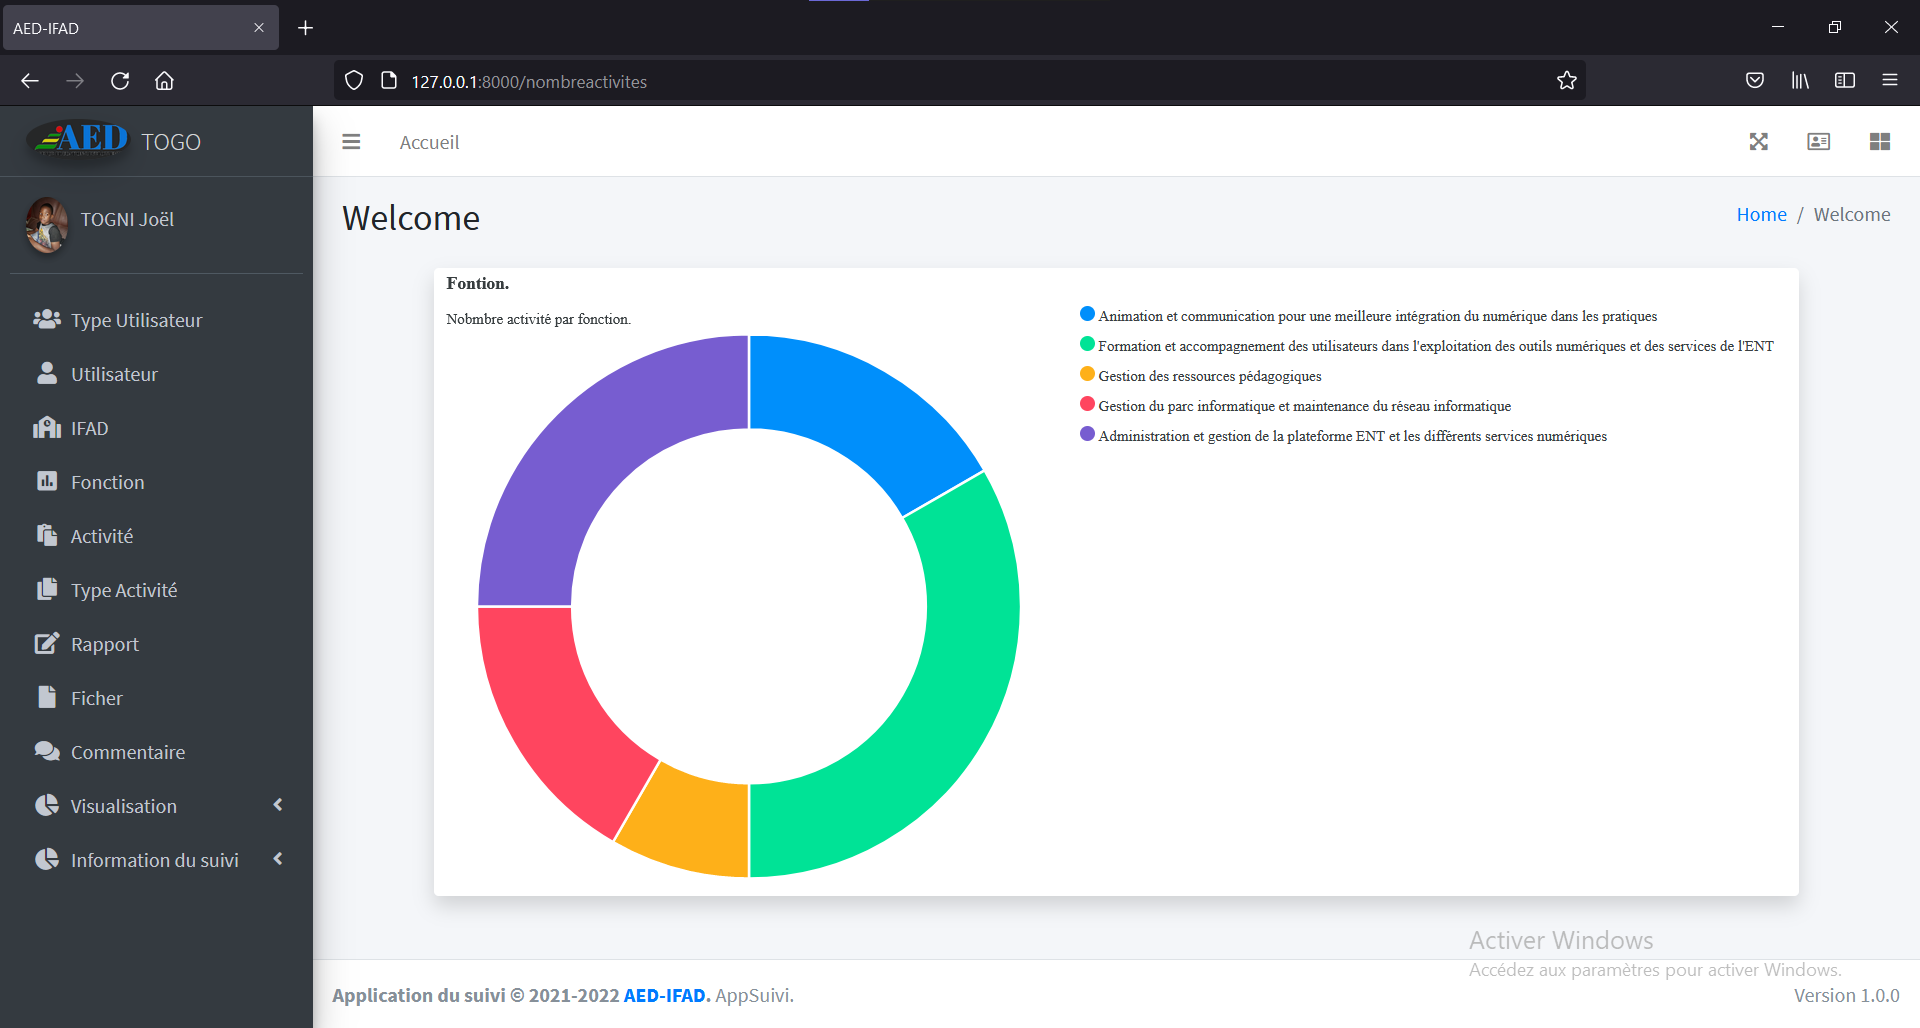 AED-IFAD
127.0.0.1:8000/nombreactivites
AED TOGO
Accueil
TOGNI Joël
Welcome
Home / Welcome
Type Utilisateur
Utilisateur
IFAD
Fonction
Activité
Type Activité
Rapport
Ficher
Commentaire
Visualisation
Information du suivi
Fontion.
Nobmbre activité par fonction.
Animation et communication pour une meilleure intégration du numérique dans les pratiques
Formation et accompagnement des utilisateurs dans l'exploitation des outils numériques et des services de l'ENT
Gestion des ressources pédagogiques
Gestion du parc informatique et maintenance du réseau informatique
Administration et gestion de la plateforme ENT et les différents services numériques
Activer Windows
Accédez aux paramètres pour activer Windows.
Application du suivi © 2021-2022 AED-IFAD. AppSuivi.
Version 1.0.0